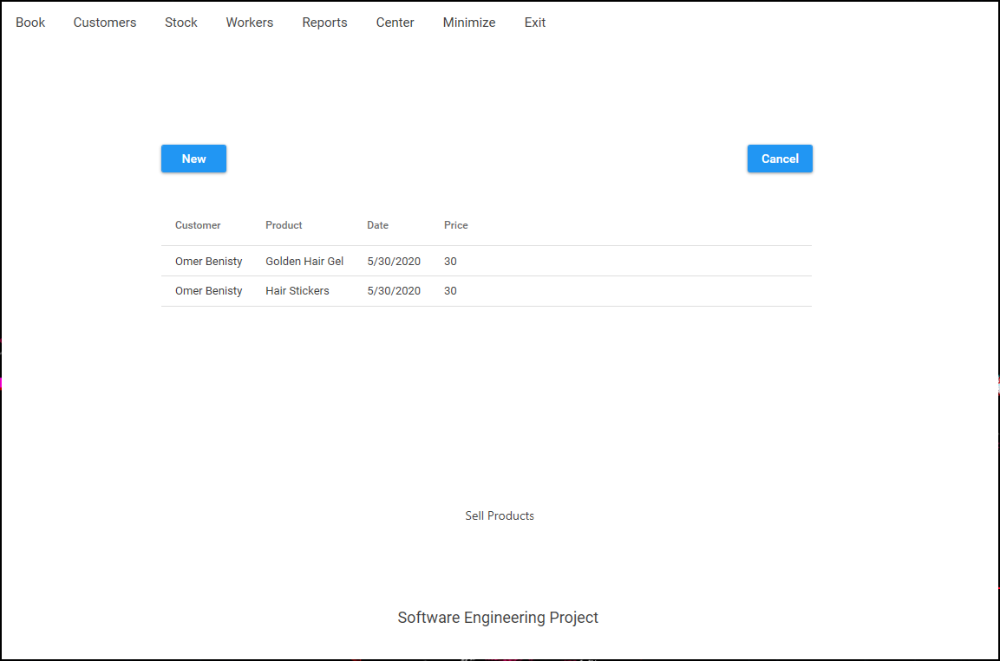 Book Customers Stock Workers Reports Center Minimize Exit
New Cancel
Customer Product Date Price
Omer Benisty Golden Hair Gel 5/30/2020 30
Omer Benisty Hair Stickers 5/30/2020 30
Sell Products
Software Engineering Project